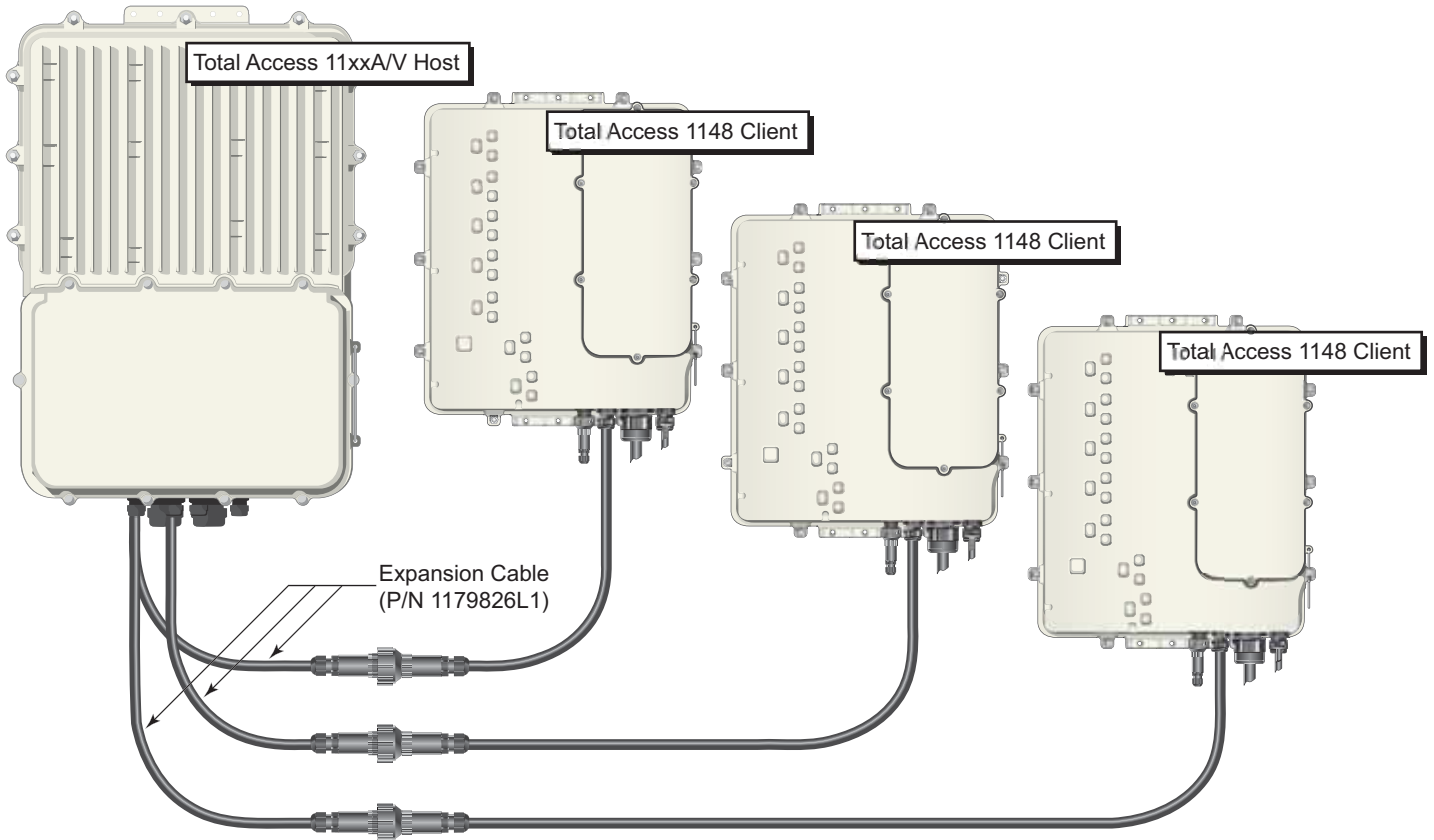 Total Access 11xxA/V Host
Total Access 1148 Client
Total Access 1148 Client
Total Access 1148 Client
Expansion Cable
(P/N 1179826L1)